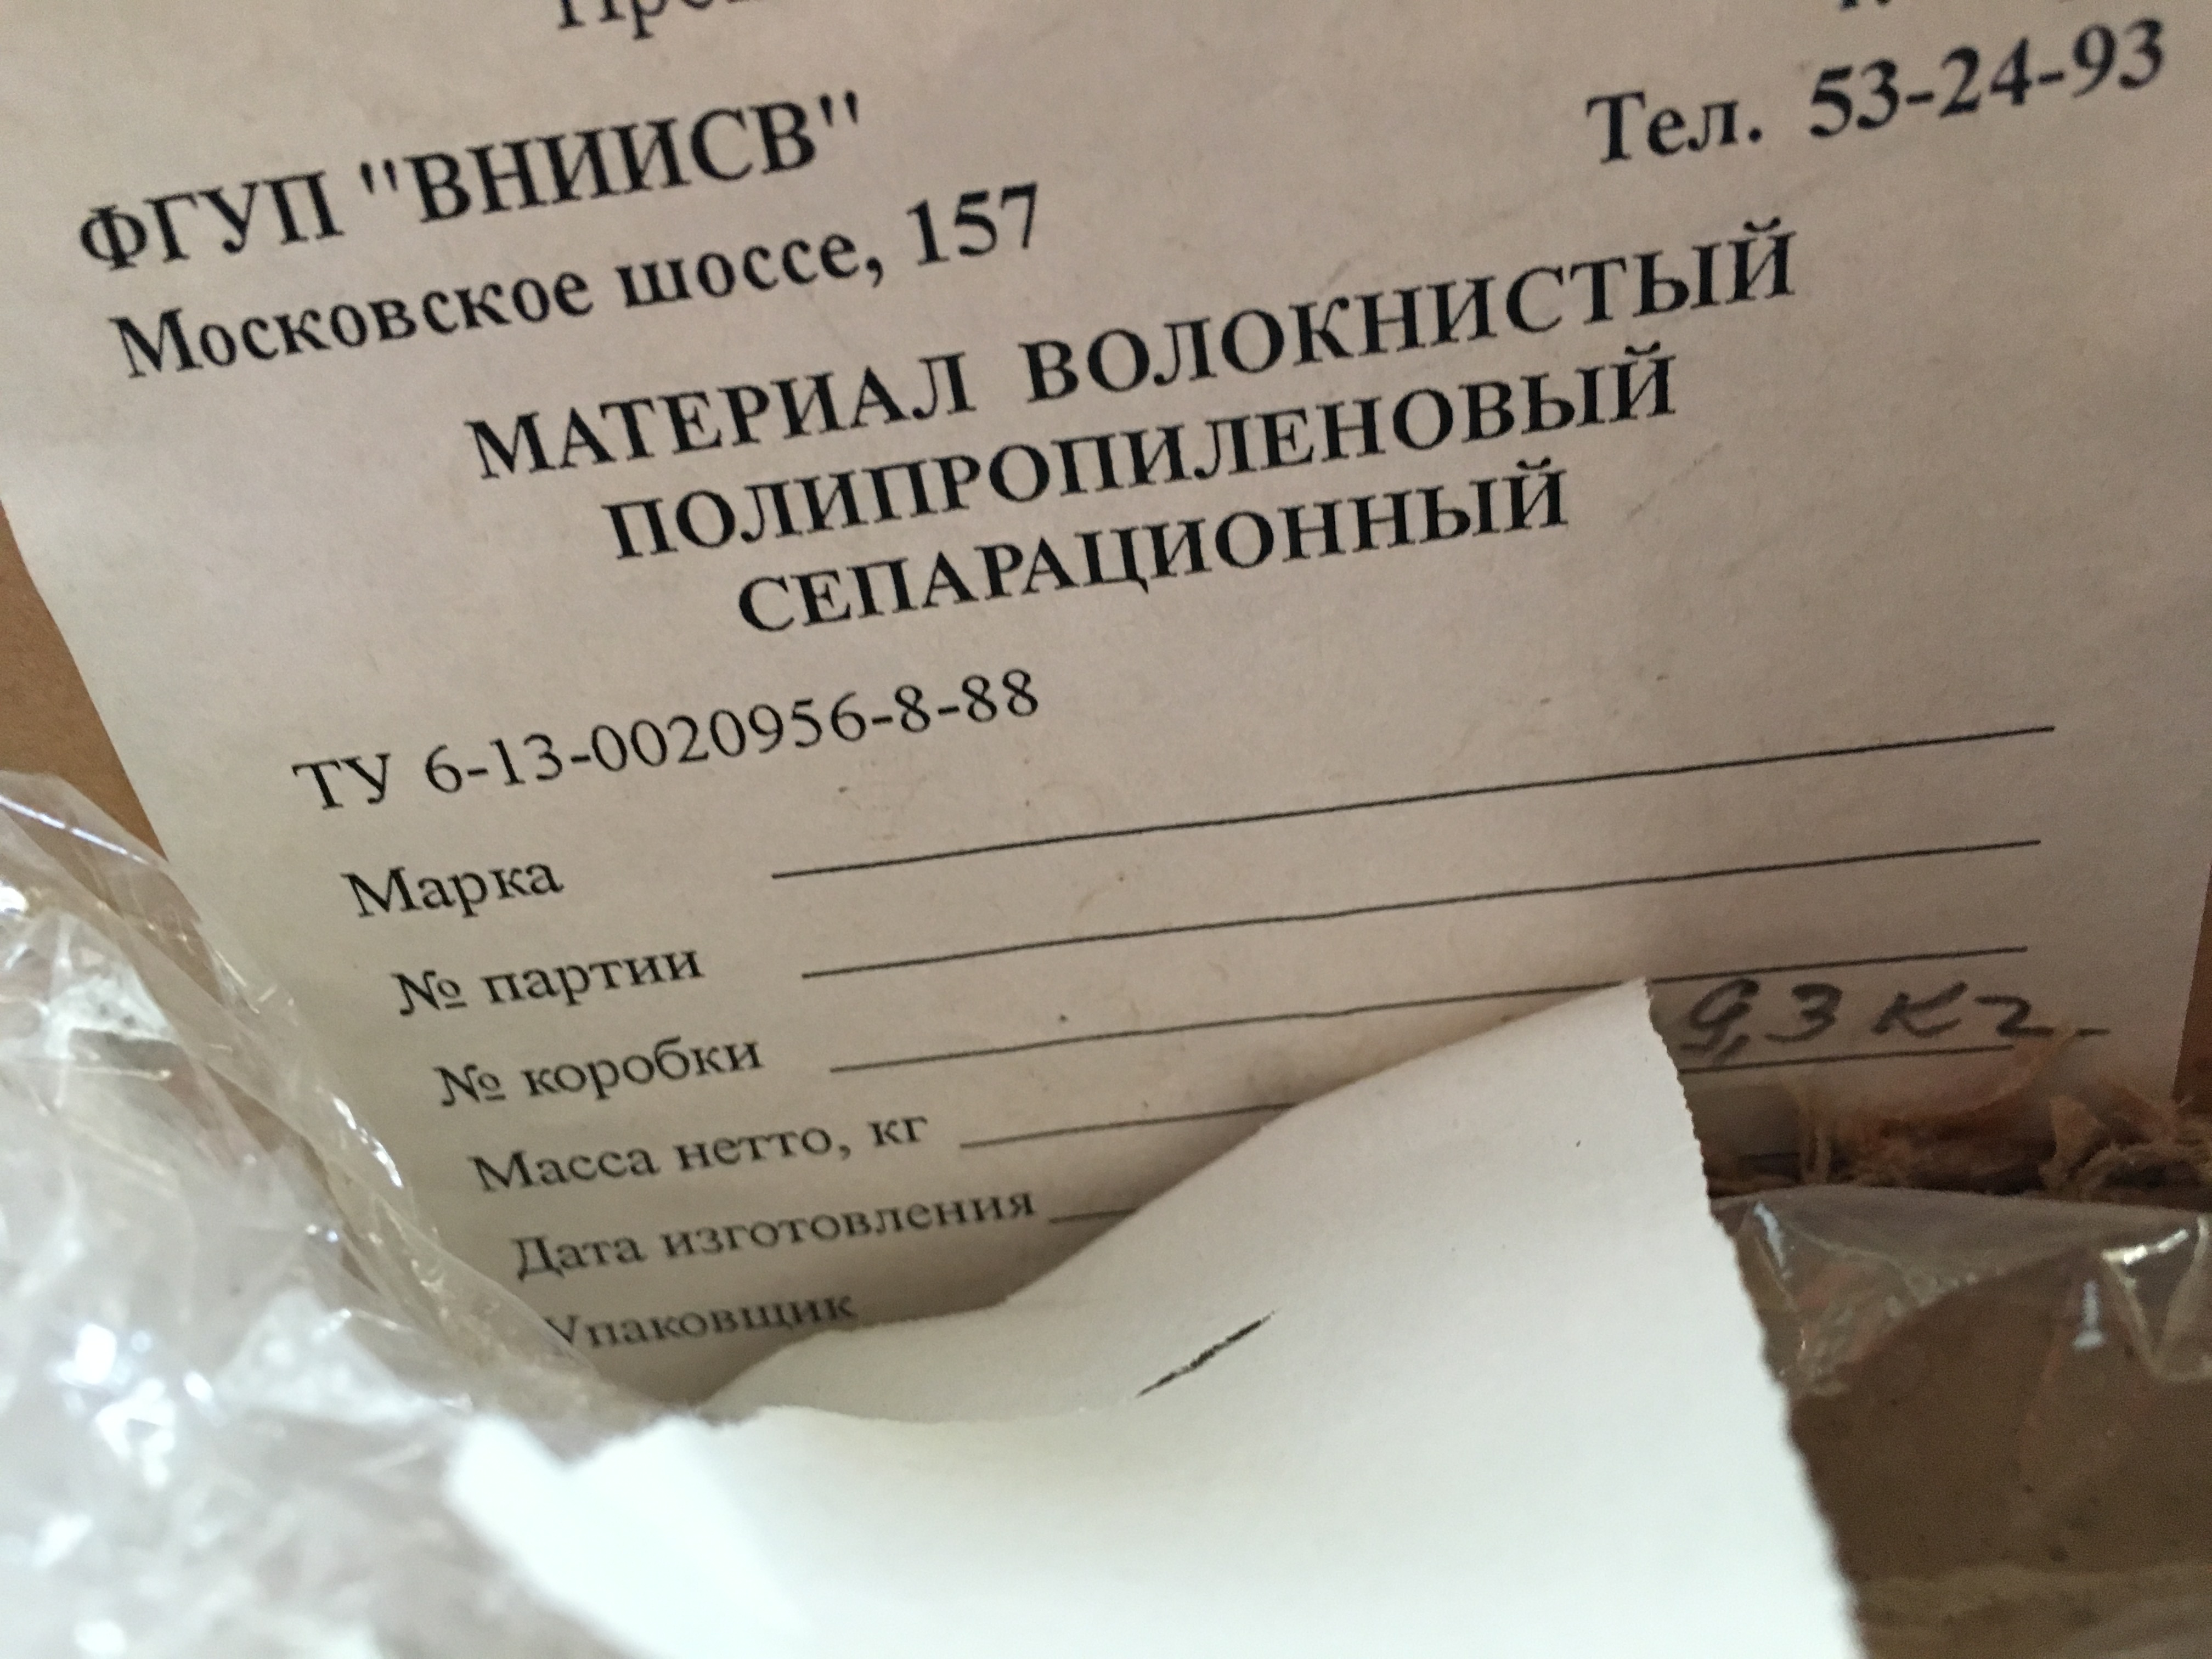 ФГУП "ВНИИСВ"
Тел. 53-24-93
Московское шоссе, 157
МАТЕРИАЛ ВОЛОКНИСТЫЙ
ПОЛИПРОПИЛЕНОВЫЙ
СЕПАРАЦИОННЫЙ
ТУ 6-13-0020956-8-88
Марка
№ партии
№ коробки
Масса нетто, кг 9,3 кг.
Дата изготовления
Упаковщик